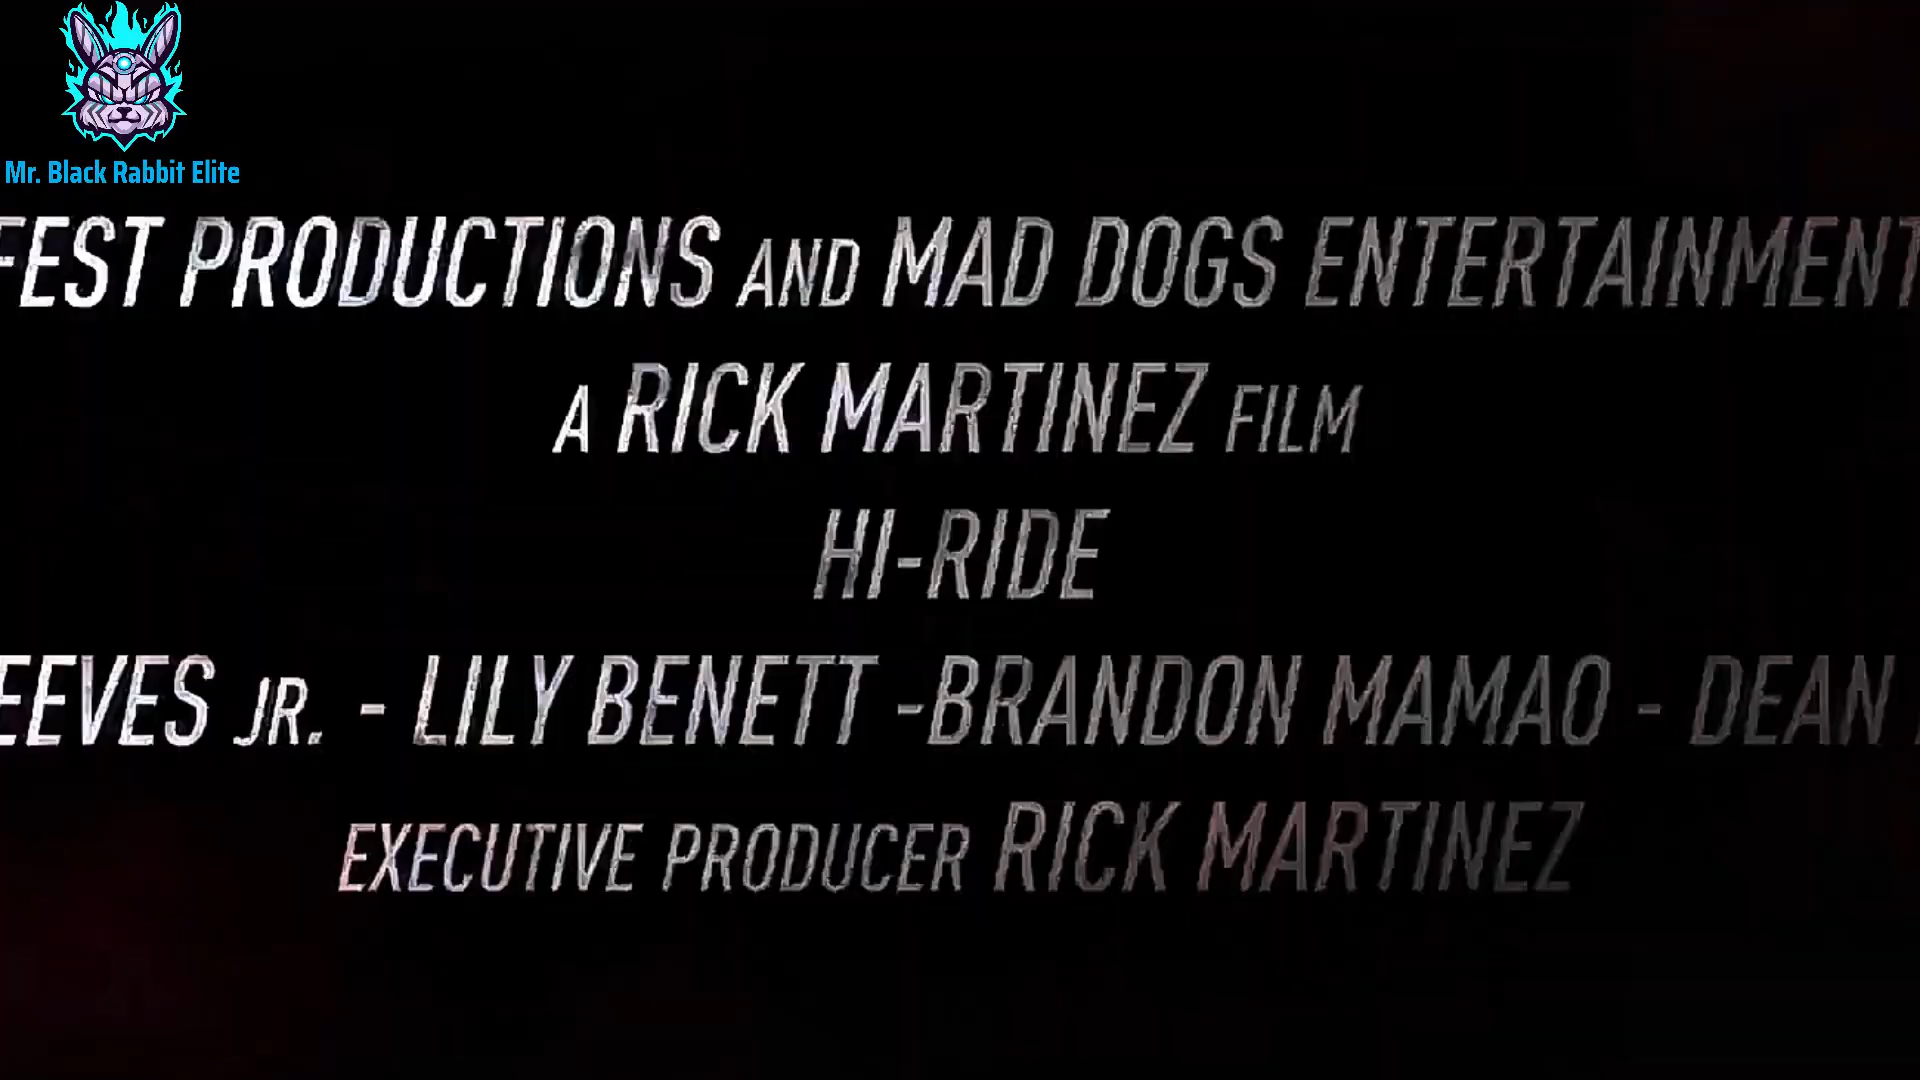 Mr. Black Rabbit Elite
FEST PRODUCTIONS AND MAD DOGS ENTERTAINMENT
A RICK MARTINEZ FILM
HI-RIDE
EEVES JR. - LILY BENETT -BRANDON MAMAO - DEAN
EXECUTIVE PRODUCER RICK MARTINEZ